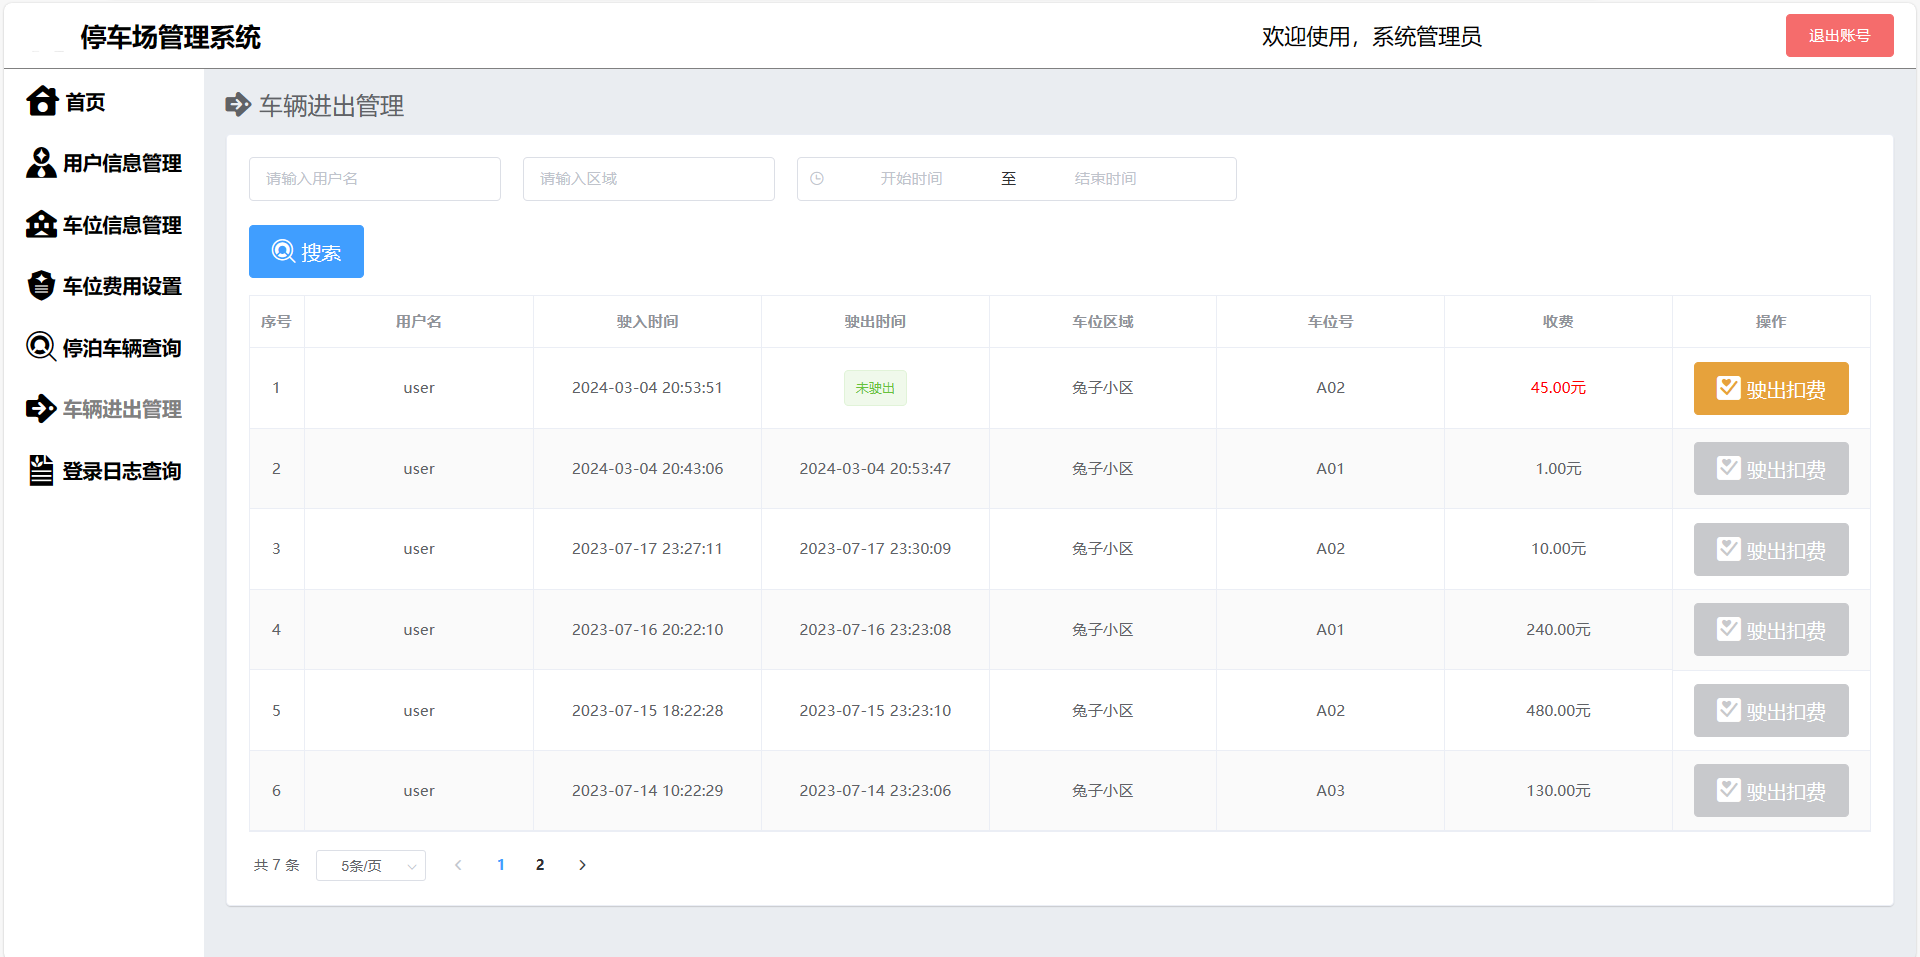 停车场管理系统
欢迎使用，系统管理员
退出账号
首页
用户信息管理
车位信息管理
车位费用设置
停泊车辆查询
车辆进出管理
登录日志查询
车辆进出管理
请输入用户名 请输入区域 开始时间 至 结束时间
搜索
序号 用户名 驶入时间 驶出时间 车位区域 车位号 收费 操作
1 user 2024-03-04 20:53:51 未驶出 兔子小区 A02 45.00元 驶出扣费
2 user 2024-03-04 20:43:06 2024-03-04 20:53:47 兔子小区 A01 1.00元 驶出扣费
3 user 2023-07-17 23:27:11 2023-07-17 23:30:09 兔子小区 A02 10.00元 驶出扣费
4 user 2023-07-16 20:22:10 2023-07-16 23:23:08 兔子小区 A01 240.00元 驶出扣费
5 user 2023-07-15 18:22:28 2023-07-15 23:23:10 兔子小区 A02 480.00元 驶出扣费
6 user 2023-07-14 10:22:29 2023-07-14 23:23:06 兔子小区 A03 130.00元 驶出扣费
共 7 条 5条/页 1 2